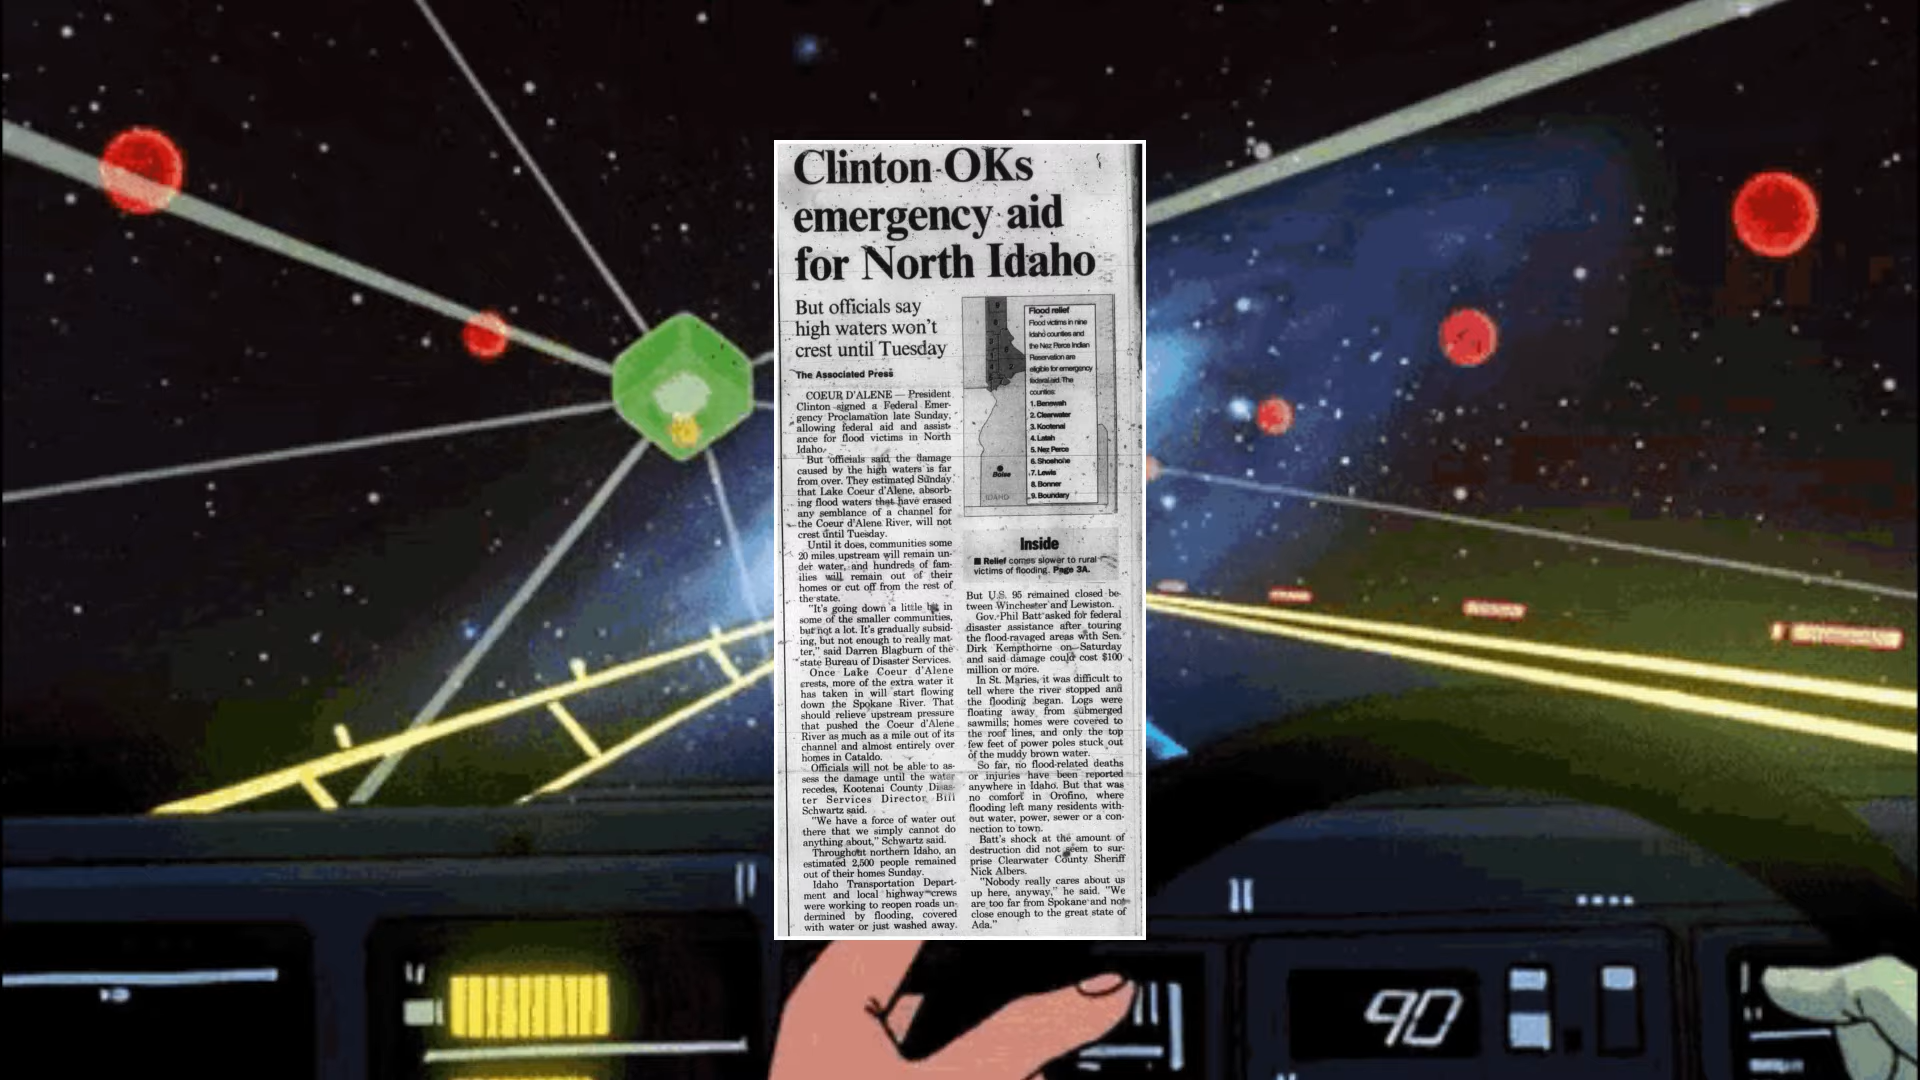 Clinton OKs
emergency aid
for North Idaho
But officials say
high waters won't
crest until Tuesday
The Associated Press
COEUR D'ALENE — President
Clinton signed a Federal Emer-
gency Proclamation late Sunday,
allowing federal aid and assist-
ance for flood victims in North
Idaho.
But officials said the damage
caused by the high waters is far
from over. They estimated Sunday
that Lake Coeur d'Alene, absorb-
ing flood waters that have erased
any semblance of a channel for
the Coeur d'Alene River, will not
crest until Tuesday.
Until it does, communities some
20 miles upstream will remain un-
der water, and hundreds of fam-
ilies will remain out of their
homes or cut off from the rest of
the state.
"It's going down a little bit in
some of the smaller communities,
but not a lot. It's gradually subsid-
ing, but not enough to really mat-
ter," said Darren Blagburn of the
state Bureau of Disaster Services.
Once Lake Coeur d'Alene
crests, more of the extra water it
has taken in will start flowing
down the Spokane River. That
should relieve upstream pressure
that pushed the Coeur d'Alene
River as much as a mile out of its
channel and almost entirely over
homes in Cataldo.
Officials will not be able to as-
sess the damage until the water
recedes, Kootenai County Disas-
ter Services Director Bill
Schwartz said.
"We have a force of water out
there that we simply cannot do
anything about," Schwartz said.
Throughout northern Idaho, an
estimated 2,500 people remained
out of their homes Sunday.
Idaho Transportation Depart-
ment and local highway crews
were working to reopen roads un-
dermined by flooding, covered
with water or just washed away.
Flood relief
Flood victims in nine
Idaho counties and
the Nez Perce Indian
Reservation are
eligible for emergency
federal aid. The
counties:
1. Benewah
2. Clearwater
3. Kootenai
4. Latah
5. Nez Perce
6. Shoshone
7. Lewis
8. Bonner
9. Boundary
Boise
IDAHO
Inside
■ Relief comes slower to rural
victims of flooding. Page 3A.
But U.S. 95 remained closed be-
tween Winchester and Lewiston.
Gov. Phil Batt asked for federal
disaster assistance after touring
the flood-ravaged areas with Sen.
Dirk Kempthorne on Saturday
and said damage could cost $100
million or more.
In St. Maries, it was difficult to
tell where the river stopped and
the flooding began. Logs were
floating away from submerged
sawmills; homes were covered to
the roof lines, and only the top
few feet of power poles stuck out
of the muddy brown water.
So far, no flood-related deaths
or injuries have been reported
anywhere in Idaho. But that was
no comfort in Orofino, where
flooding left many residents with-
out water, power, sewer or a con-
nection to town.
Batt's shock at the amount of
destruction did not seem to sur-
prise Clearwater County Sheriff
Nick Albers.
"Nobody really cares about us
up here, anyway," he said. "We
are too far from Spokane and not
close enough to the great state of
Ada."
90